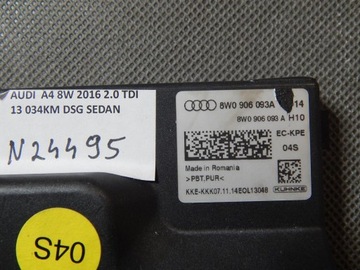 AUDI A4 8W 2016 2.0 TDI
13 034KM DSG SEDAN
N24495
04S
8W0 906 093A 14
8W0 906 093 A H10
EC-KPE
04S
Made in Romania
>PBT,PUR<
KKE-KKK07.11.14EOL13048
KUHNKE